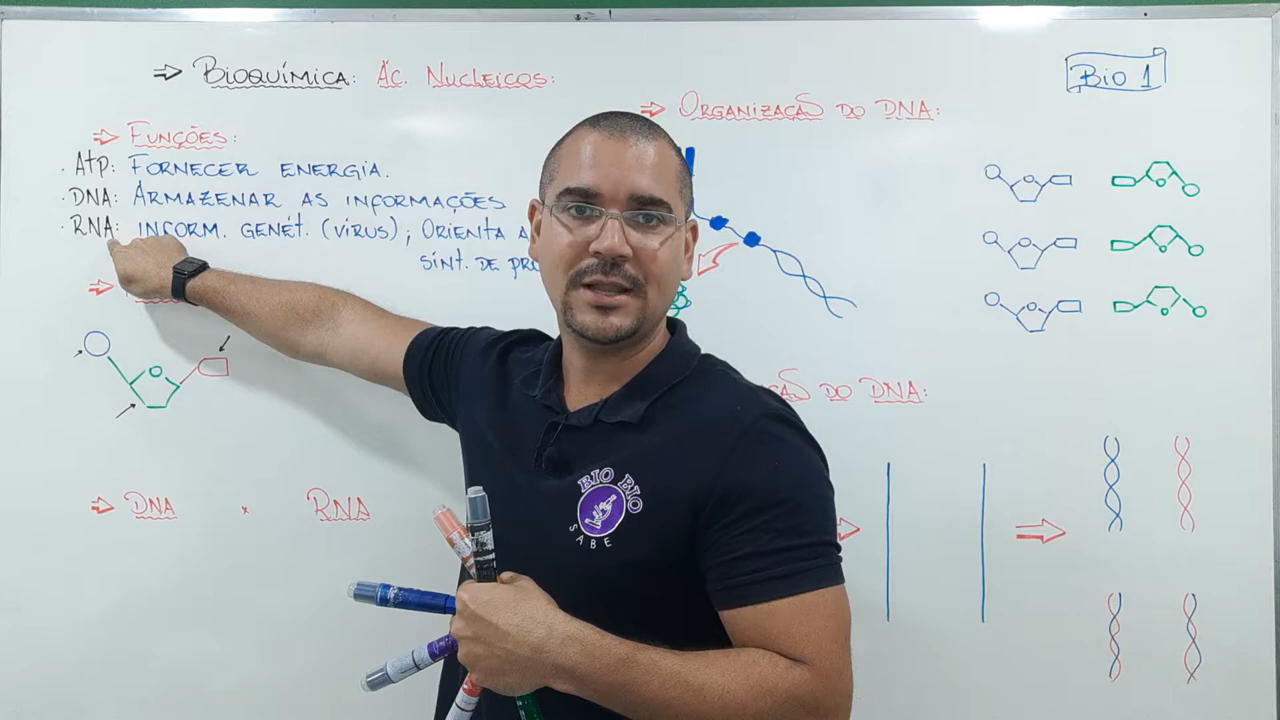 ⇒ BIOQUÍMICA: ÁC. NUCLEICOS:
Bio 1
⇒ FUNÇÕES:
· ATP: FORNECER ENERGIA.
· DNA: ARMAZENAR AS INFORMAÇÕES
· RNA: INFORM. GENÉT. (VÍRUS); ORIENTA A
SÍNT. DE
⇒ DNA x RNA
⇒ ORGANIZAÇÃO DO DNA:
DO DNA:
BIO BIO
SABE